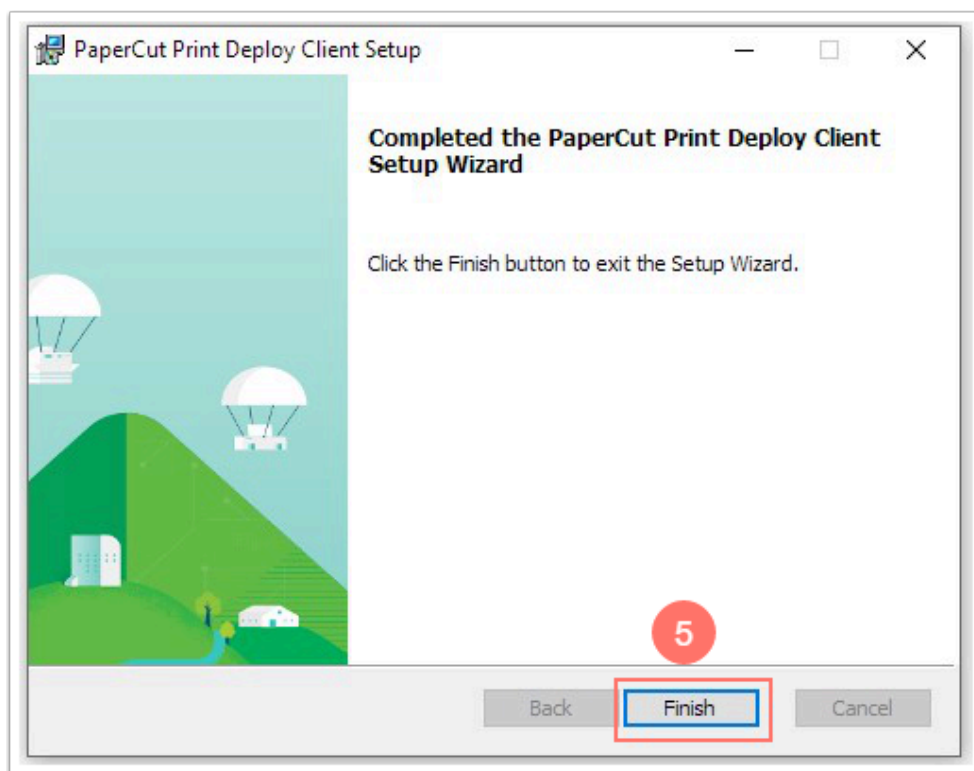 PaperCut Print Deploy Client Setup
Completed the PaperCut Print Deploy Client
Setup Wizard
Click the Finish button to exit the Setup Wizard.
5
Back Finish Cancel